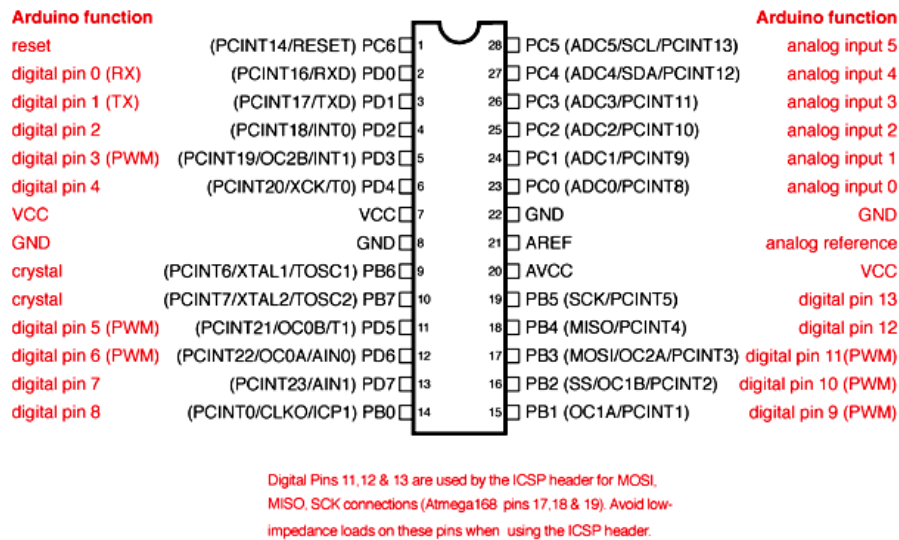 Arduino function Arduino function
reset (PCINT14/RESET) PC6 1 28 PC5 (ADC5/SCL/PCINT13) analog input 5
digital pin 0 (RX) (PCINT16/RXD) PD0 2 27 PC4 (ADC4/SDA/PCINT12) analog input 4
digital pin 1 (TX) (PCINT17/TXD) PD1 3 26 PC3 (ADC3/PCINT11) analog input 3
digital pin 2 (PCINT18/INT0) PD2 4 25 PC2 (ADC2/PCINT10) analog input 2
digital pin 3 (PWM) (PCINT19/OC2B/INT1) PD3 5 24 PC1 (ADC1/PCINT9) analog input 1
digital pin 4 (PCINT20/XCK/T0) PD4 6 23 PC0 (ADC0/PCINT8) analog input 0
VCC VCC 7 22 GND GND
GND GND 8 21 AREF analog reference
crystal (PCINT6/XTAL1/TOSC1) PB6 9 20 AVCC VCC
crystal (PCINT7/XTAL2/TOSC2) PB7 10 19 PB5 (SCK/PCINT5) digital pin 13
digital pin 5 (PWM) (PCINT21/OC0B/T1) PD5 11 18 PB4 (MISO/PCINT4) digital pin 12
digital pin 6 (PWM) (PCINT22/OC0A/AIN0) PD6 12 17 PB3 (MOSI/OC2A/PCINT3) digital pin 11(PWM)
digital pin 7 (PCINT23/AIN1) PD7 13 16 PB2 (SS/OC1B/PCINT2) digital pin 10 (PWM)
digital pin 8 (PCINT0/CLKO/ICP1) PB0 14 15 PB1 (OC1A/PCINT1) digital pin 9 (PWM)
Digital Pins 11,12 & 13 are used by the ICSP header for MOSI,
MISO, SCK connections (Atmega168 pins 17,18 & 19). Avoid low-
impedance loads on these pins when using the ICSP header.